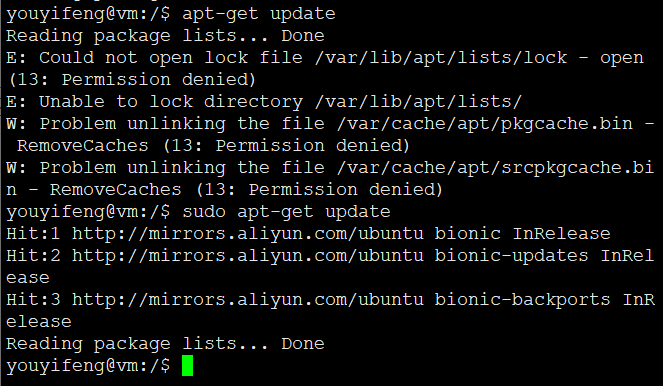 youyifeng@vm:/$ apt-get update
Reading package lists... Done
E: Could not open lock file /var/lib/apt/lists/lock - open
(13: Permission denied)
E: Unable to lock directory /var/lib/apt/lists/
W: Problem unlinking the file /var/cache/apt/pkgcache.bin -
RemoveCaches (13: Permission denied)
W: Problem unlinking the file /var/cache/apt/srcpkgcache.bi
n - RemoveCaches (13: Permission denied)
youyifeng@vm:/$ sudo apt-get update
Hit:1 http://mirrors.aliyun.com/ubuntu bionic InRelease
Hit:2 http://mirrors.aliyun.com/ubuntu bionic-updates InRel
ease
Hit:3 http://mirrors.aliyun.com/ubuntu bionic-backports InR
elease
Reading package lists... Done
youyifeng@vm:/$